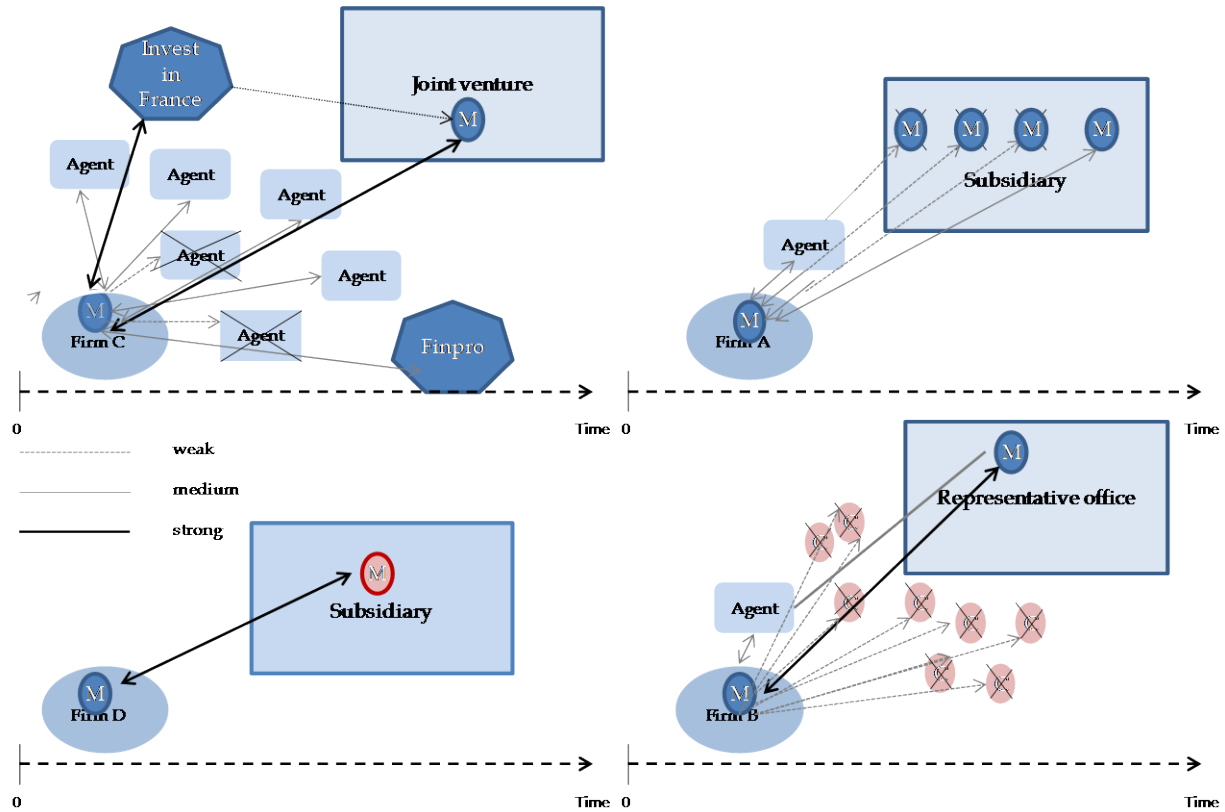 Invest
in
France
Joint venture
M
Agent
Agent
Agent
Agent
Agent
M
Firm C
Agent
Finpro
0
Time
M
M
M
M
Subsidiary
Agent
M
Firm A
0
Time
weak
medium
strong
M
Subsidiary
M
Firm D
0
Time
M
Representative office
Agent
M
Firm B
0
Time